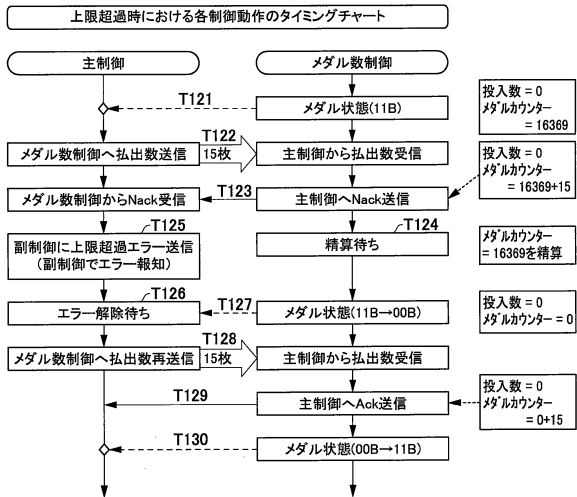 上限超過時における各制御動作のタイミングチャート
主制御
メダル数制御
T121
メダル状態(11B)
投入数 = 0
メダルカウンター
= 16369
T122
メダル数制御へ払出数送信
15枚
主制御から払出数受信
投入数 = 0
メダルカウンター
= 16369+15
T123
メダル数制御からNack受信
主制御へNack送信
T125
副制御に上限超過エラー送信
(副制御でエラー報知)
T124
精算待ち
メダルカウンター
= 16369を精算
T126
エラー解除待ち
T127
メダル状態(11B→00B)
投入数 = 0
メダルカウンター = 0
T128
メダル数制御へ払出数再送信
15枚
主制御から払出数受信
T129
主制御へAck送信
投入数 = 0
メダルカウンター
= 0+15
T130
メダル状態(00B→11B)